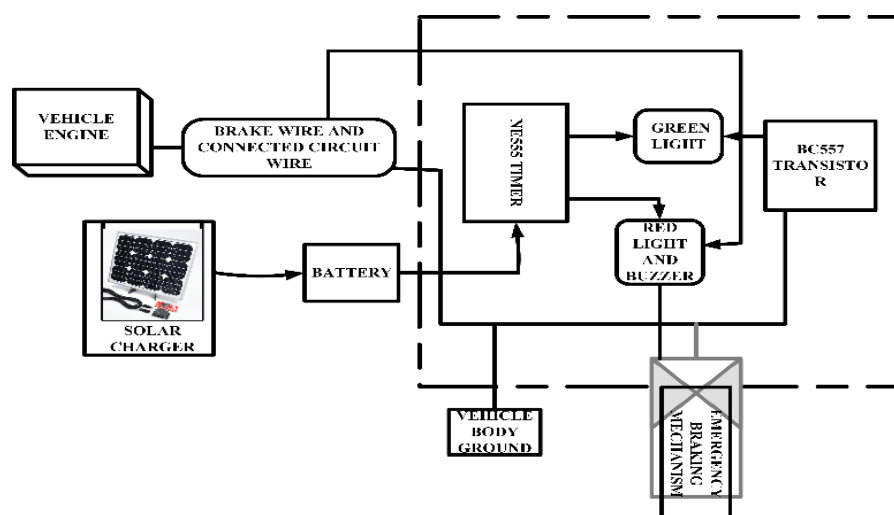 VEHICLE
ENGINE
BRAKE WIRE AND
CONNECTED CIRCUIT
WIRE
NE555 TIMER
GREEN
LIGHT
BC557
TRANSISTO
R
RED
LIGHT
AND
BUZZER
BATTERY
SOLAR
CHARGER
VEHICLE
BODY
GROUND
EMERGENCY
BRAKING
MECHANISM